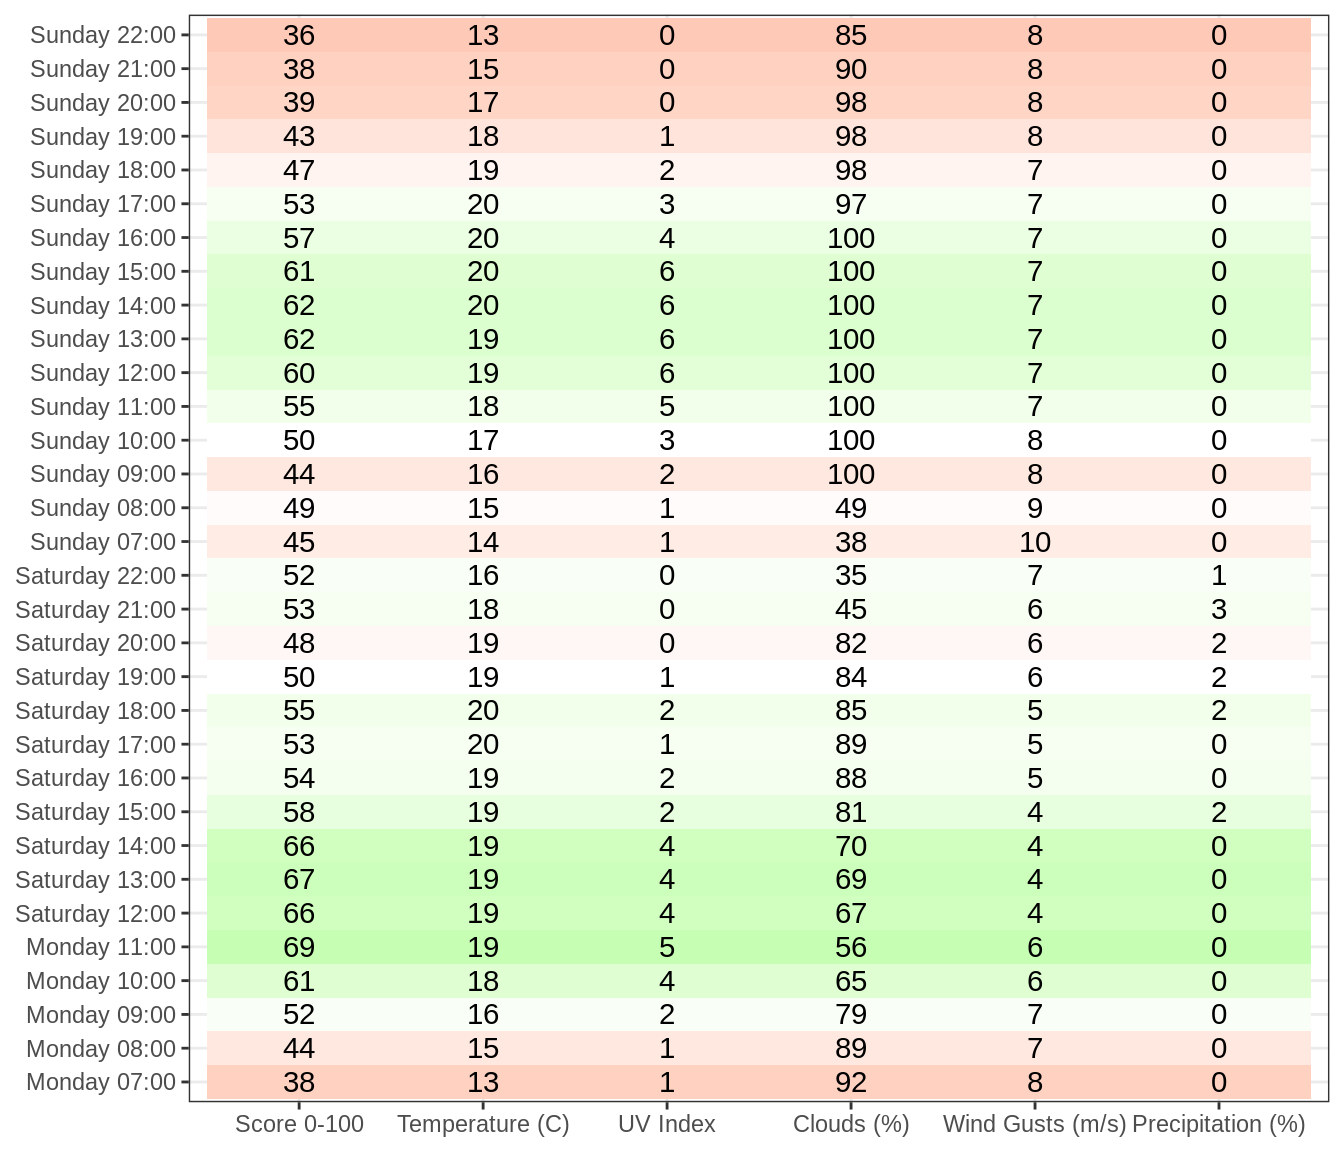 Sunday 22:00 36 13 0 85 8 0
Sunday 21:00 38 15 0 90 8 0
Sunday 20:00 39 17 0 98 8 0
Sunday 19:00 43 18 1 98 8 0
Sunday 18:00 47 19 2 98 7 0
Sunday 17:00 53 20 3 97 7 0
Sunday 16:00 57 20 4 100 7 0
Sunday 15:00 61 20 6 100 7 0
Sunday 14:00 62 20 6 100 7 0
Sunday 13:00 62 19 6 100 7 0
Sunday 12:00 60 19 6 100 7 0
Sunday 11:00 55 18 5 100 7 0
Sunday 10:00 50 17 3 100 8 0
Sunday 09:00 44 16 2 100 8 0
Sunday 08:00 49 15 1 49 9 0
Sunday 07:00 45 14 1 38 10 0
Saturday 22:00 52 16 0 35 7 1
Saturday 21:00 53 18 0 45 6 3
Saturday 20:00 48 19 0 82 6 2
Saturday 19:00 50 19 1 84 6 2
Saturday 18:00 55 20 2 85 5 2
Saturday 17:00 53 20 1 89 5 0
Saturday 16:00 54 19 2 88 5 0
Saturday 15:00 58 19 2 81 4 2
Saturday 14:00 66 19 4 70 4 0
Saturday 13:00 67 19 4 69 4 0
Saturday 12:00 66 19 4 67 4 0
Monday 11:00 69 19 5 56 6 0
Monday 10:00 61 18 4 65 6 0
Monday 09:00 52 16 2 79 7 0
Monday 08:00 44 15 1 89 7 0
Monday 07:00 38 13 1 92 8 0
Score 0-100 Temperature (C) UV Index Clouds (%) Wind Gusts (m/s) Precipitation (%)